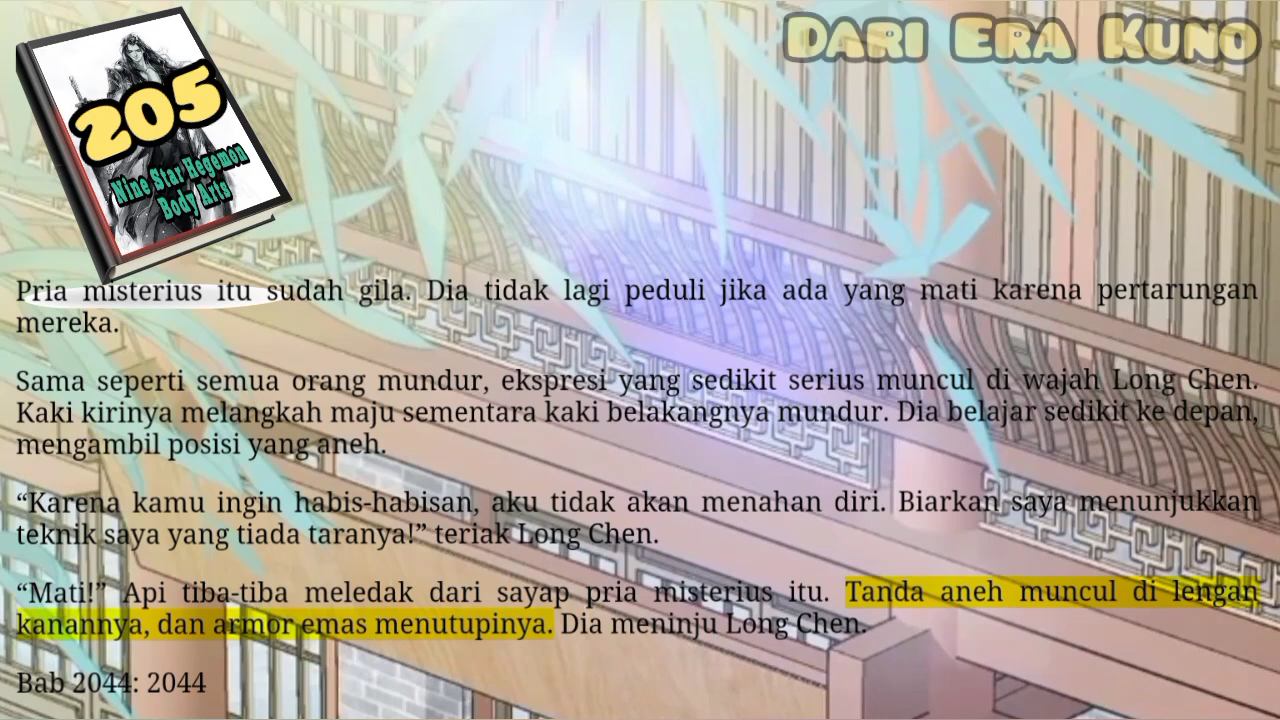 Dari Era Kuno
205
Nine Star Hegemon
Body Arts
Pria misterius itu sudah gila. Dia tidak lagi peduli jika ada yang mati karena pertarungan
mereka.
Sama seperti semua orang mundur, ekspresi yang sedikit serius muncul di wajah Long Chen.
Kaki kirinya melangkah maju sementara kaki belakangnya mundur. Dia belajar sedikit ke depan,
mengambil posisi yang aneh.
“Karena kamu ingin habis-habisan, aku tidak akan menahan diri. Biarkan saya menunjukkan
teknik saya yang tiada taranya!” teriak Long Chen.
“Mati!” Api tiba-tiba meledak dari sayap pria misterius itu. Tanda aneh muncul di lengan
kanannya, dan armor emas menutupinya. Dia meninju Long Chen.
Bab 2044: 2044